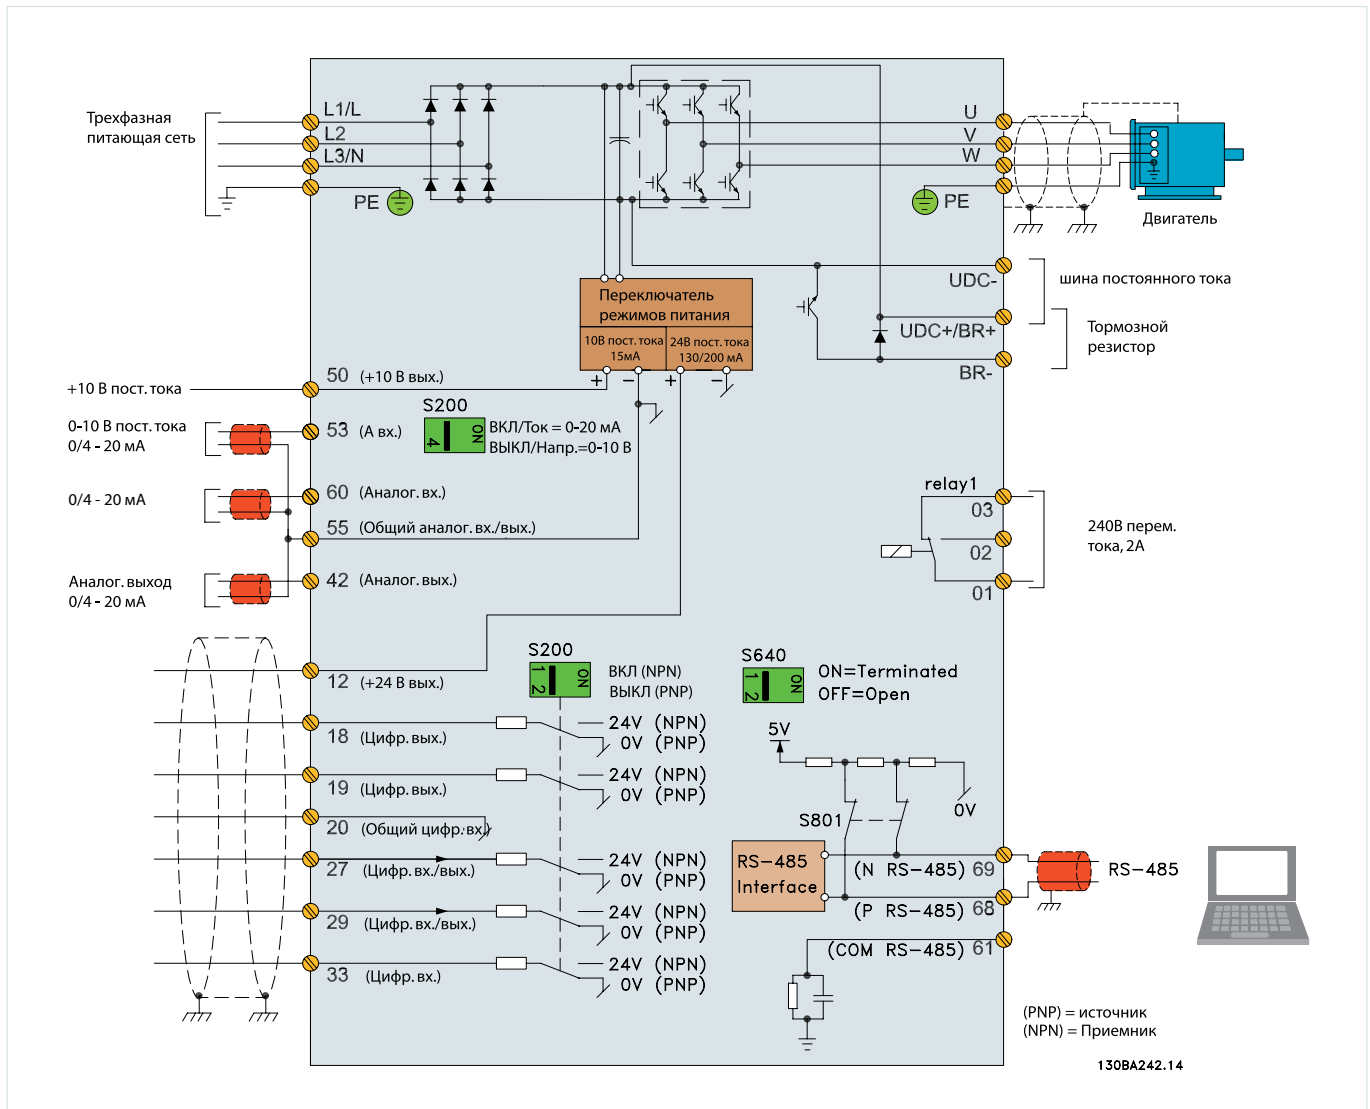 Трехфазная
питающая сеть
L1/L
L2
L3/N
PE
U
V
W
PE
Двигатель
UDC-
шина постоянного тока
UDC+/BR+
Тормозной
резистор
BR-
Переключатель
режимов питания
10В пост. тока
15мА
24В пост. тока
130/200 мА
+ − + −
+10 В пост. тока
50 (+10 В вых.)
0-10 В пост. тока
0/4 - 20 мА
53 (А вх.)
S200
ON
4
ВКЛ/Ток = 0-20 мА
ВЫКЛ/Напр.=0-10 В
0/4 - 20 мА
60 (Аналог. вх.)
55 (Общий аналог. вх./вых.)
Аналог. выход
0/4 - 20 мА
42 (Аналог. вых.)
relay1
03
02
01
240В перем.
тока, 2А
12 (+24 В вых.)
S200
1 2
ON
ВКЛ (NPN)
ВЫКЛ (PNP)
S640
1 2
ON
ON=Terminated
OFF=Open
18 (Цифр. вых.)
24V (NPN)
0V (PNP)
19 (Цифр. вых.)
24V (NPN)
0V (PNP)
20 (Общий цифр. вх.)
27 (Цифр. вх./вых.)
24V (NPN)
0V (PNP)
29 (Цифр. вх./вых.)
24V (NPN)
0V (PNP)
33 (Цифр. вх.)
24V (NPN)
0V (PNP)
5V
0V
S801
RS-485
Interface
(N RS-485) 69
(P RS-485) 68
(COM RS-485) 61
RS-485
(PNP) = источник
(NPN) = Приемник
130BA242.14